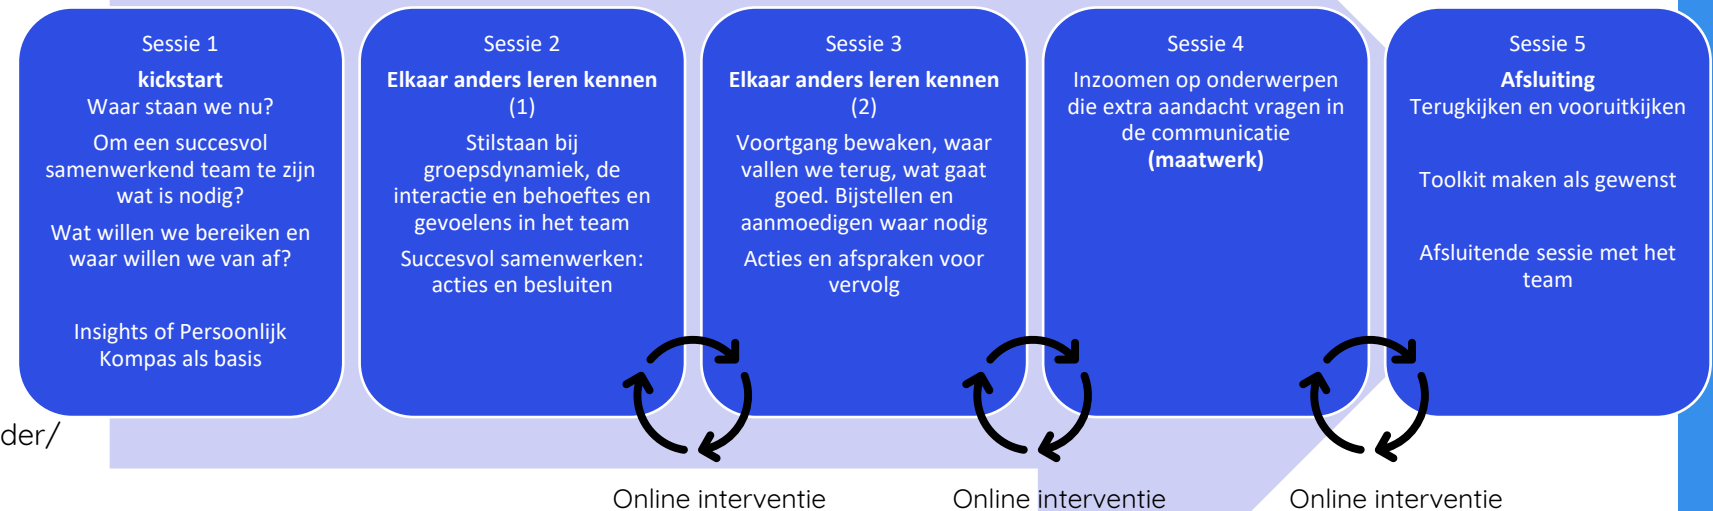 Sessie 1
kickstart
Waar staan we nu?
Om een succesvol
samenwerkend team te zijn
wat is nodig?
Wat willen we bereiken en
waar willen we van af?
Insights of Persoonlijk
Kompas als basis
Sessie 2
Elkaar anders leren kennen
(1)
Stilstaan bij
groepsdynamiek, de
interactie en behoeftes en
gevoelens in het team
Succesvol samenwerken:
acties en besluiten
Sessie 3
Elkaar anders leren kennen
(2)
Voortgang bewaken, waar
vallen we terug, wat gaat
goed. Bijstellen en
aanmoedigen waar nodig
Acties en afspraken voor
vervolg
Sessie 4
Inzoomen op onderwerpen
die extra aandacht vragen in
de communicatie
(maatwerk)
Sessie 5
Afsluiting
Terugkijken en vooruitkijken
Toolkit maken als gewenst
Afsluitende sessie met het
team
der/
Online interventie
Online interventie
Online interventie